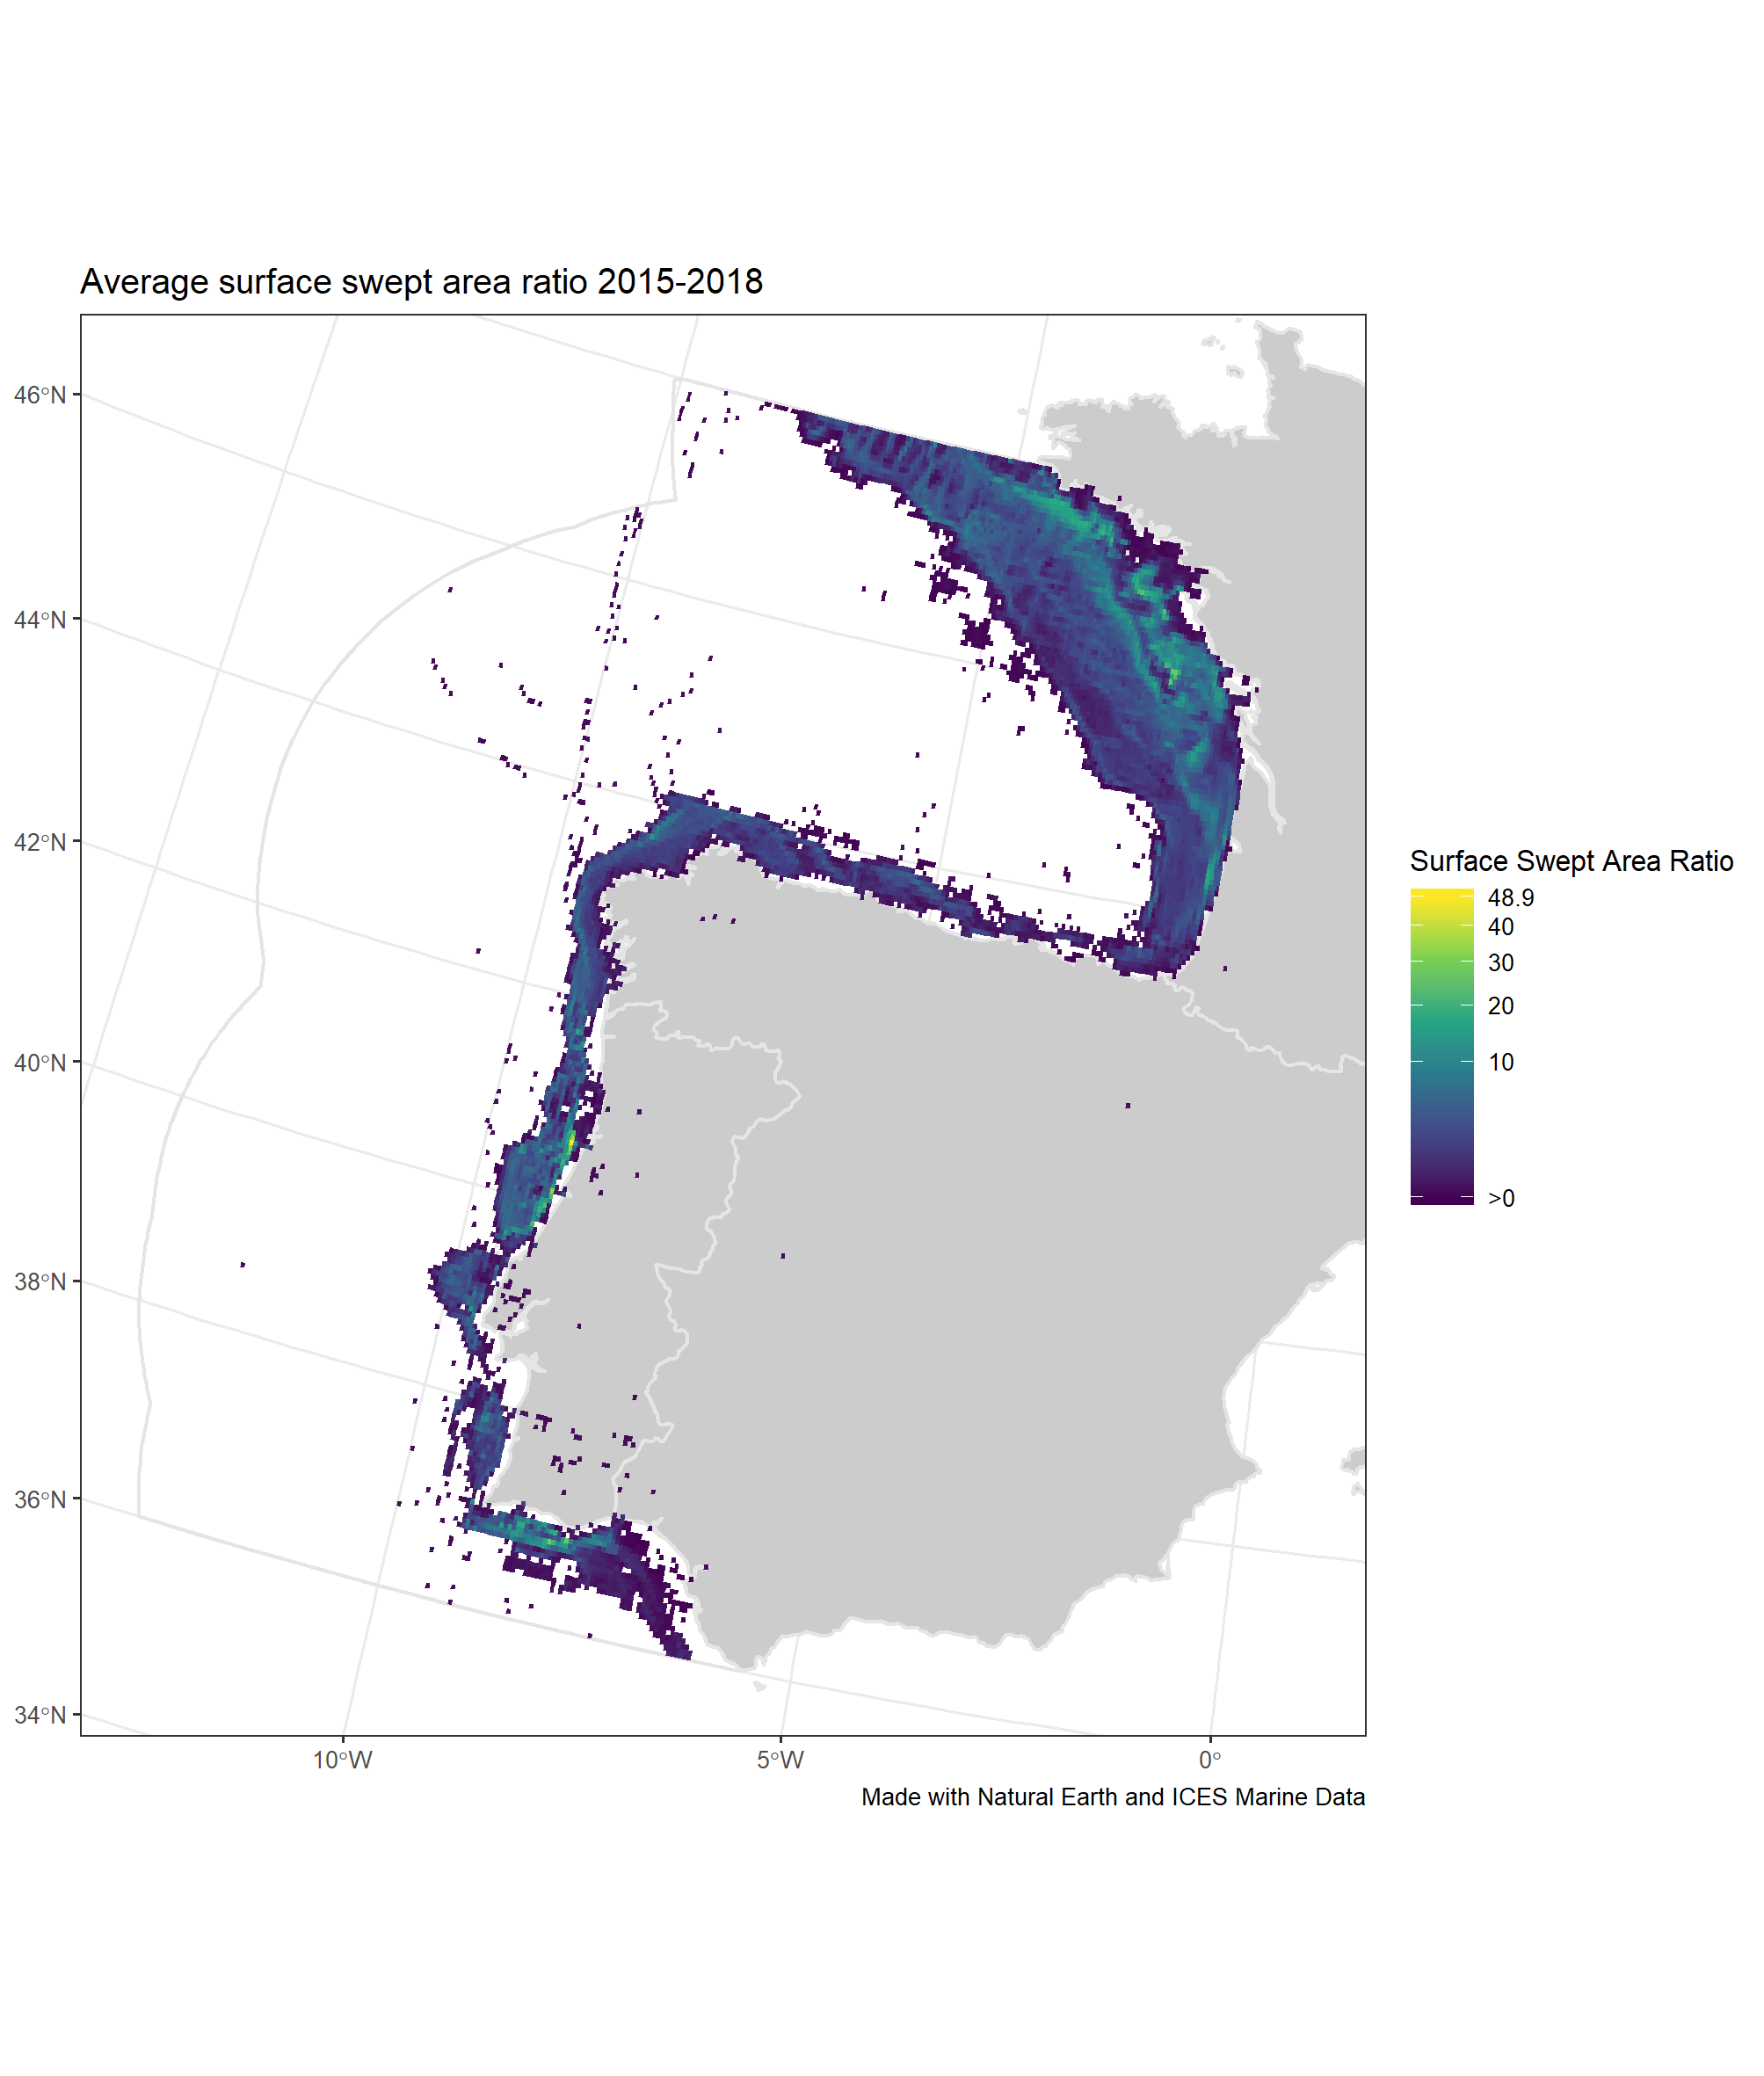 Average surface swept area ratio 2015-2018
46°N
44°N
42°N
40°N
38°N
36°N
34°N
10°W
5°W
0°
Surface Swept Area Ratio
48.9
40
30
20
10
>0
Made with Natural Earth and ICES Marine Data